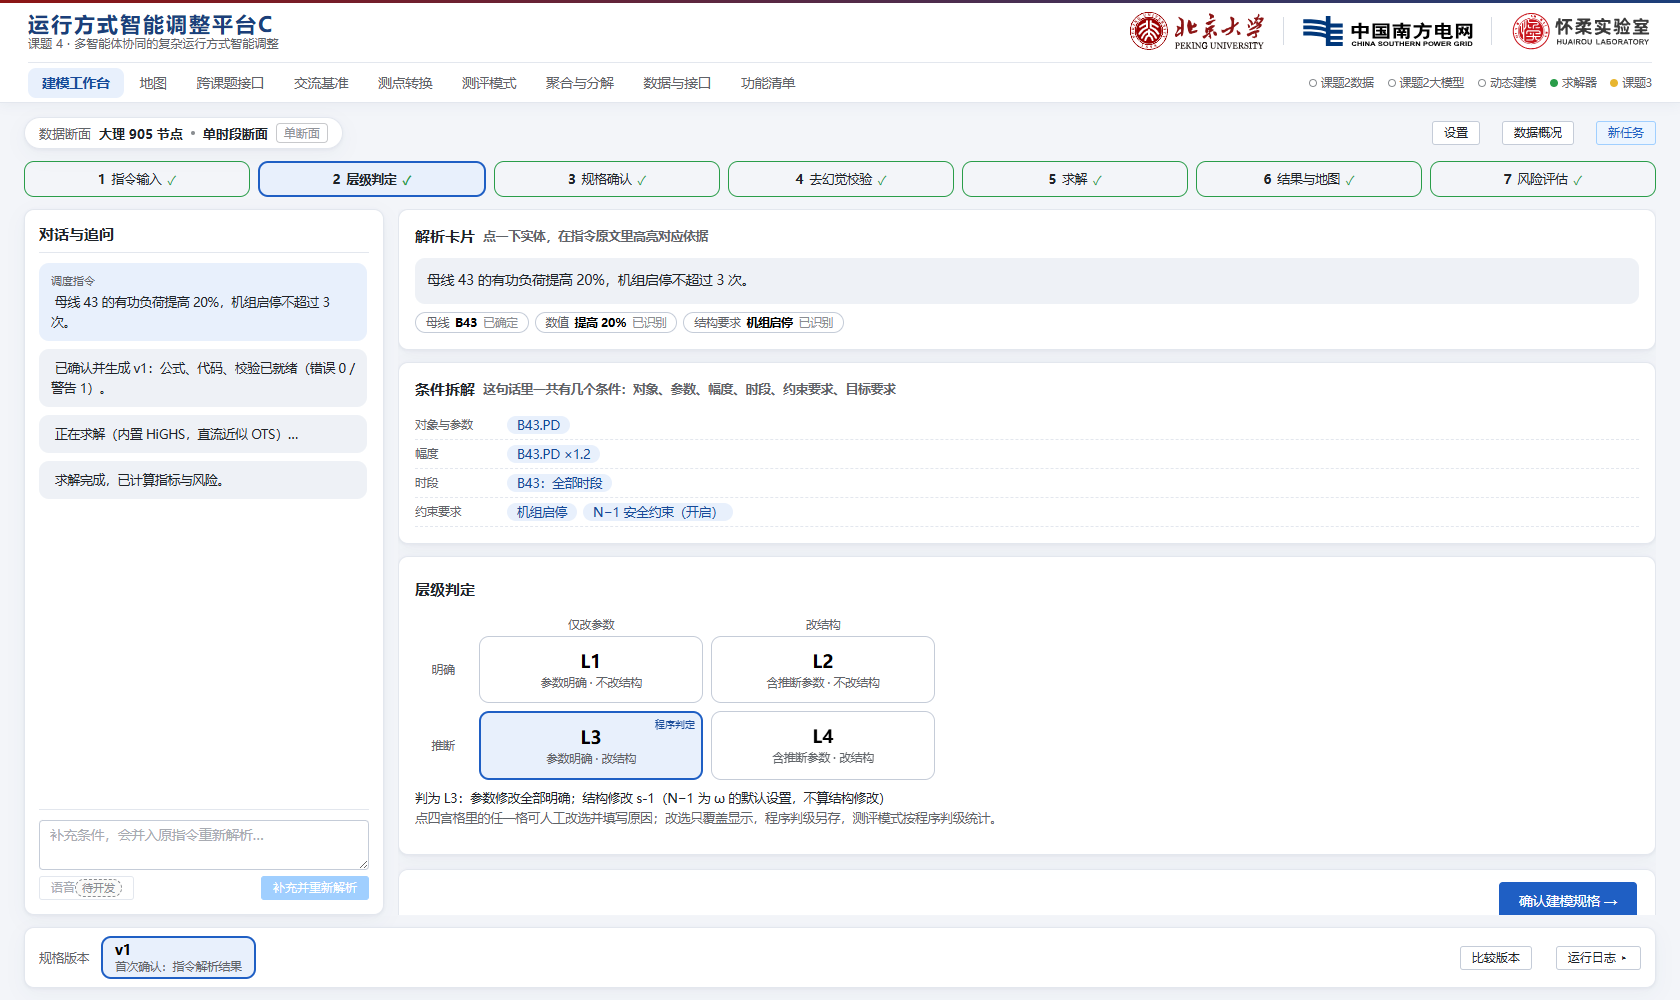 运行方式智能调整平台C
课题 4 · 多智能体协同的复杂运行方式智能调整
北京大学
PEKING UNIVERSITY
中国南方电网
CHINA SOUTHERN POWER GRID
怀柔实验室
HUAIROU LABORATORY
建模工作台 地图 跨课题接口 交流基准 测点转换 测评模式 聚合与分解 数据与接口 功能清单
课题2数据 课题2大模型 动态建模 求解器 课题3
数据断面 大理 905 节点 • 单时段断面 单断面
设置 数据概况 新任务
1 指令输入 ✓
2 层级判定 ✓
3 规格确认 ✓
4 去幻觉校验 ✓
5 求解 ✓
6 结果与地图 ✓
7 风险评估 ✓
对话与追问
调度指令
母线 43 的有功负荷提高 20%，机组启停不超过 3
次。
已确认并生成 v1：公式、代码、校验已就绪（错误 0 /
警告 1）。
正在求解（内置 HiGHS，直流近似 OTS）...
求解完成，已计算指标与风险。
补充条件，会并入原指令重新解析...
语音 待开发
补充并重新解析
解析卡片 点一下实体，在指令原文里高亮对应依据
母线 43 的有功负荷提高 20%，机组启停不超过 3 次。
母线 B43 已确定 数值 提高 20% 已识别 结构要求 机组启停 已识别
条件拆解 这句话里一共有几个条件：对象、参数、幅度、时段、约束要求、目标要求
对象与参数 B43.PD
幅度 B43.PD ×1.2
时段 B43：全部时段
约束要求 机组启停 N−1 安全约束（开启）
层级判定
仅改参数 改结构
明确
L1
参数明确 · 不改结构
L2
含推断参数 · 不改结构
推断
程序判定
L3
参数明确 · 改结构
L4
含推断参数 · 改结构
判为 L3：参数修改全部明确；结构修改 s-1（N−1 为 ω 的默认设置，不算结构修改）
点四宫格里的任一格可人工改选并填写原因；改选只覆盖显示，程序判级另存，测评模式按程序判级统计。
确认建模规格 →
规格版本
v1
首次确认：指令解析结果
比较版本 运行日志 ▸